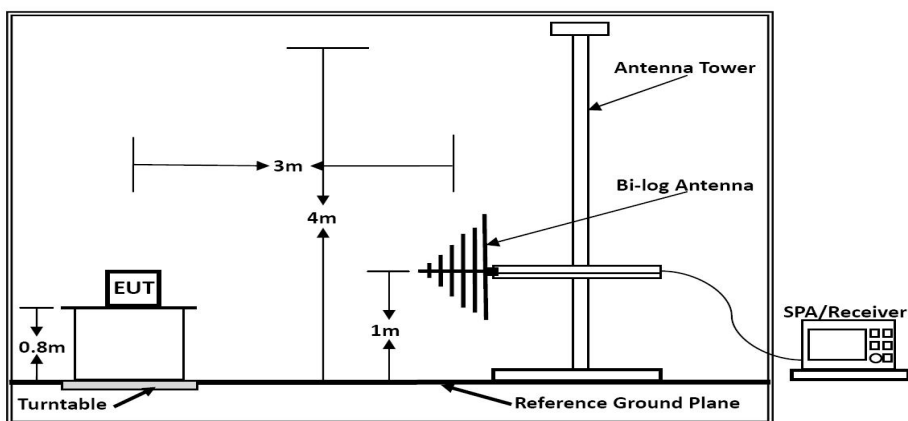 Antenna Tower
3m
Bi-log Antenna
4m
EUT
1m
SPA/Receiver
0.8m
Turntable
Reference Ground Plane